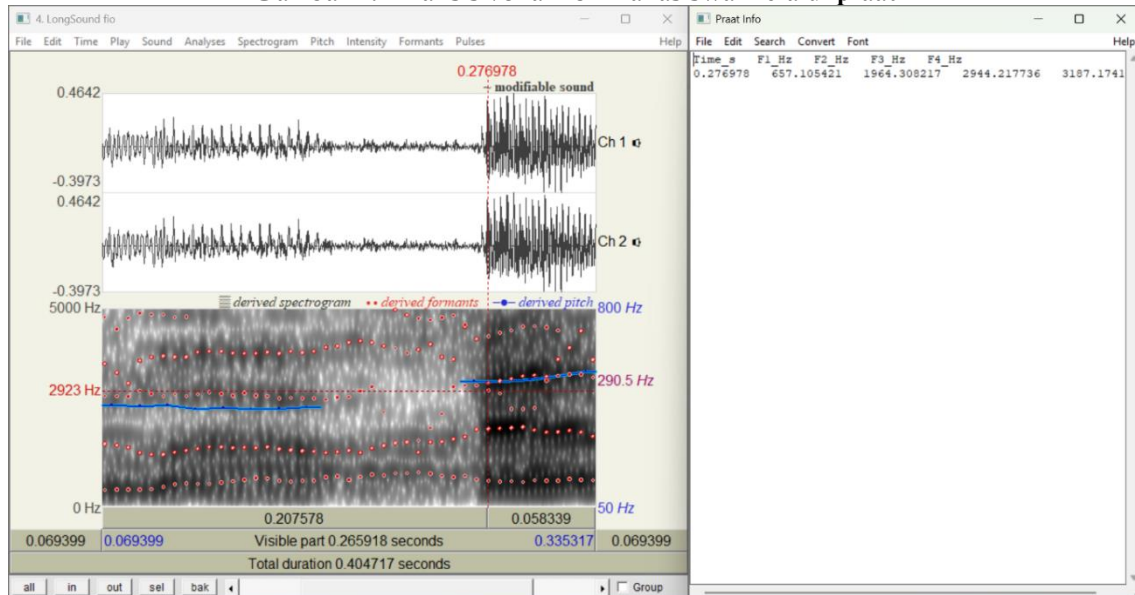 4. LongSound fio
File Edit Time Play Sound Analyses Spectrogram Pitch Intensity Formants Pulses Help
0.276978
modifiable sound
0.4642
Ch 1
-0.3973
0.4642
Ch 2
-0.3973
derived spectrogram derived formants derived pitch
5000 Hz 800 Hz
290.5 Hz
2923 Hz
0 Hz 50 Hz
0.207578 0.058339
0.069399 0.069399 Visible part 0.265918 seconds 0.335317 0.069399
Total duration 0.404717 seconds
all in out sel bak Group
Praat Info
File Edit Search Convert Font Help
Time_s F1_Hz F2_Hz F3_Hz F4_Hz
0.276978 657.105421 1964.308217 2944.217736 3187.1741